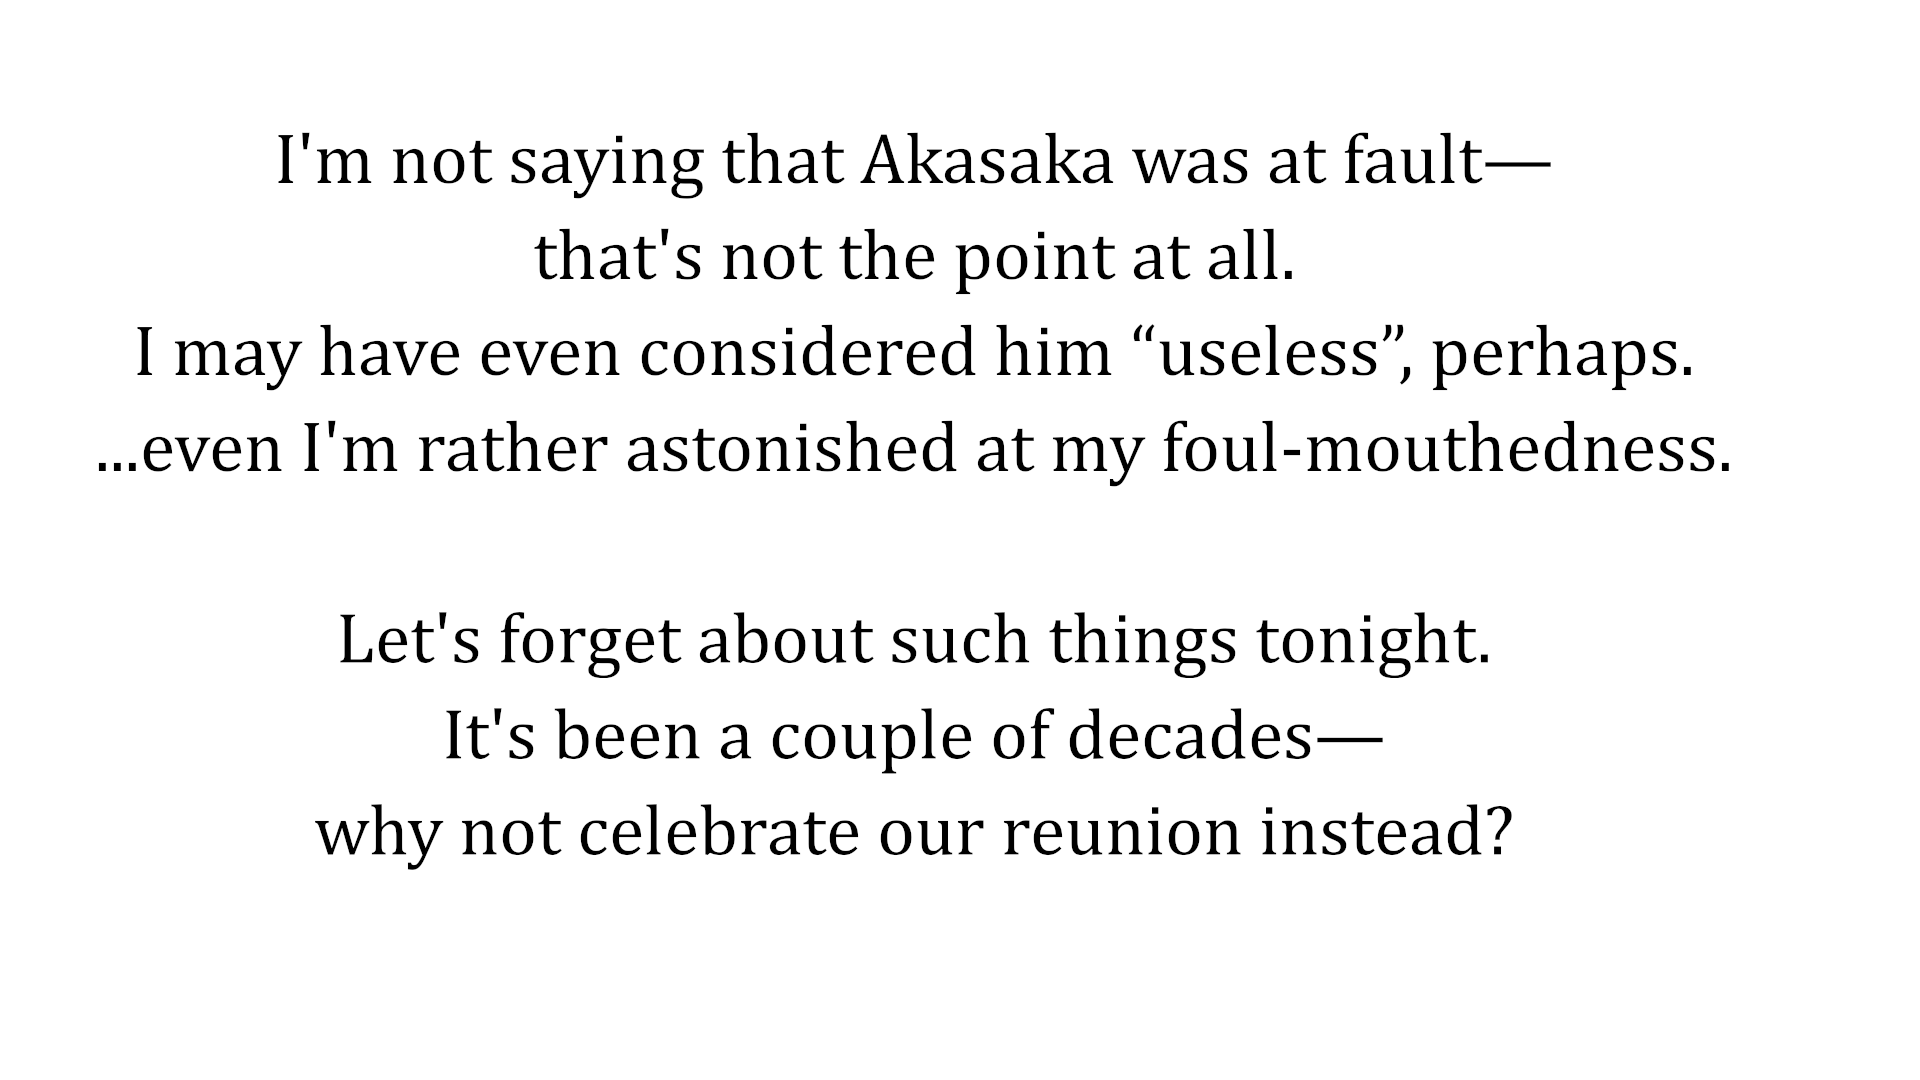 I'm not saying that Akasaka was at fault—
that's not the point at all.
I may have even considered him “useless”, perhaps.
...even I'm rather astonished at my foul-mouthedness.
Let's forget about such things tonight.
It's been a couple of decades—
why not celebrate our reunion instead?